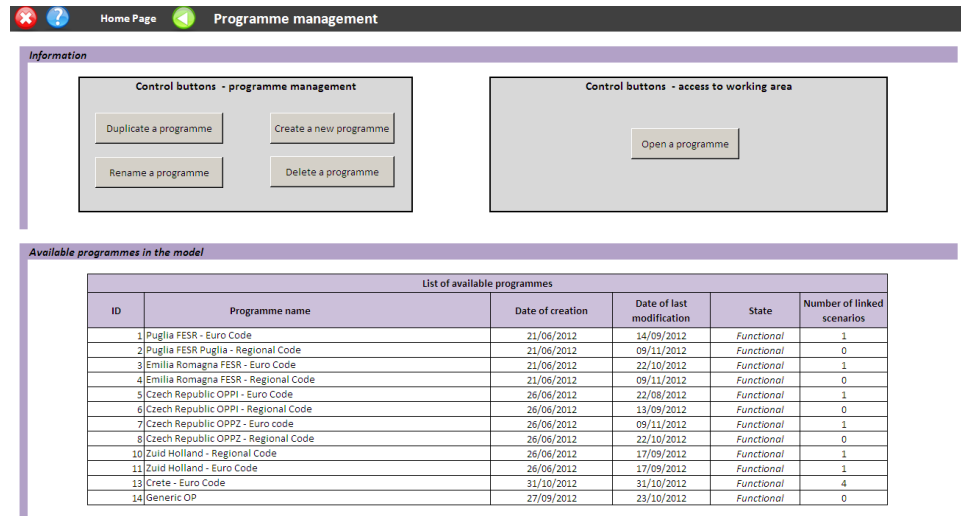 Home Page Programme management
Information
Control buttons - programme management
Control buttons - access to working area
Duplicate a programme Create a new programme
Open a programme
Rename a programme Delete a programme
Available programmes in the model
List of available programmes
ID Programme name Date of creation Date of last modification State Number of linked scenarios
1 Puglia FESR - Euro Code 21/06/2012 14/09/2012 Functional 1
2 Puglia FESR Puglia - Regional Code 21/06/2012 09/11/2012 Functional 0
3 Emilia Romagna FESR - Euro Code 21/06/2012 22/10/2012 Functional 1
4 Emilia Romagna FESR - Regional Code 21/06/2012 09/11/2012 Functional 0
5 Czech Republic OPPI - Euro Code 26/06/2012 22/08/2012 Functional 1
6 Czech Republic OPPI - Regional Code 26/06/2012 13/09/2012 Functional 0
7 Czech Republic OPPZ - Euro code 26/06/2012 09/11/2012 Functional 1
8 Czech Republic OPPZ - Regional Code 26/06/2012 22/10/2012 Functional 0
10 Zuid Holland - Regional Code 26/06/2012 17/09/2012 Functional 1
11 Zuid Holland - Euro Code 26/06/2012 17/09/2012 Functional 1
13 Crete - Euro Code 31/10/2012 31/10/2012 Functional 4
14 Generic OP 27/09/2012 23/10/2012 Functional 0